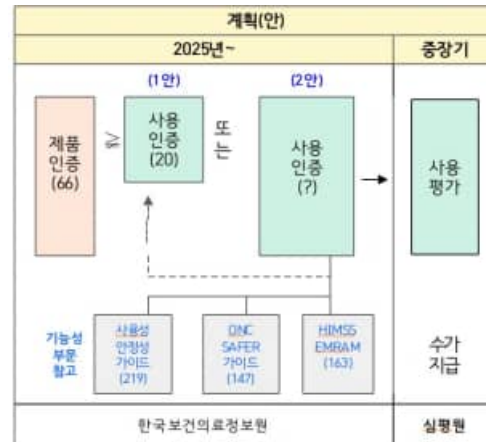 계획(안)
2025년~
중장기
(1안)
(2안)
제품
인증
(66)
≶
사용
인증
(20)
또
는
사용
인증
(?)
사용
평가
기능성
부문
참고
사용성
안정성
가이드
(219)
ONC
SAFER
가이드
(147)
HIMSS
EMRAM
(163)
수가
지급
한국보건의료정보원
심평원